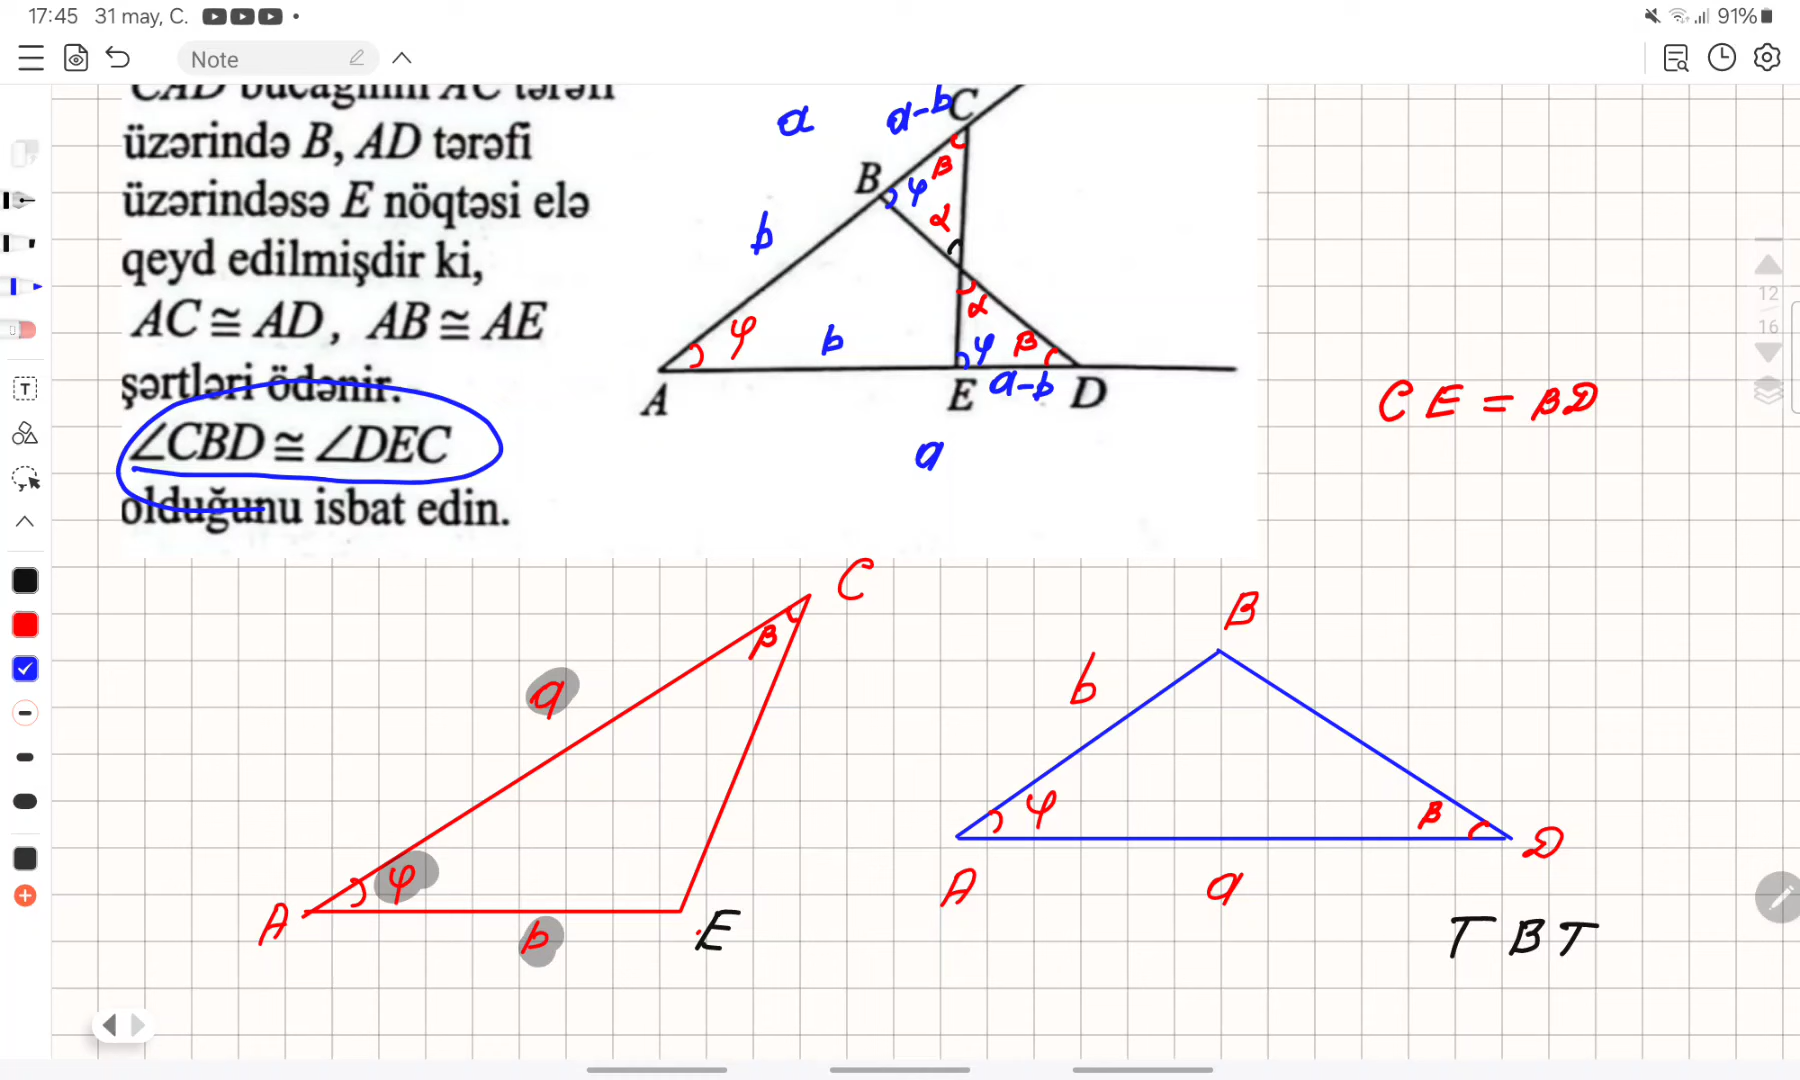 17:45 31 may, C. 91%
Note
CAD bucağının AC tərəfi
üzərində B, AD tərəfi
üzərindəsə E nöqtəsi elə
qeyd edilmişdir ki,
AC ≅ AD, AB ≅ AE
şərtləri ödənir.
∠CBD ≅ ∠DEC
olduğunu isbat edin.
a a-b C
B φ β
b α
φ b α φ β
A E a-b D
a
CE = BD
12
16
T
C
β
a
φ
A b E
B
b
φ β
A a D
TBT